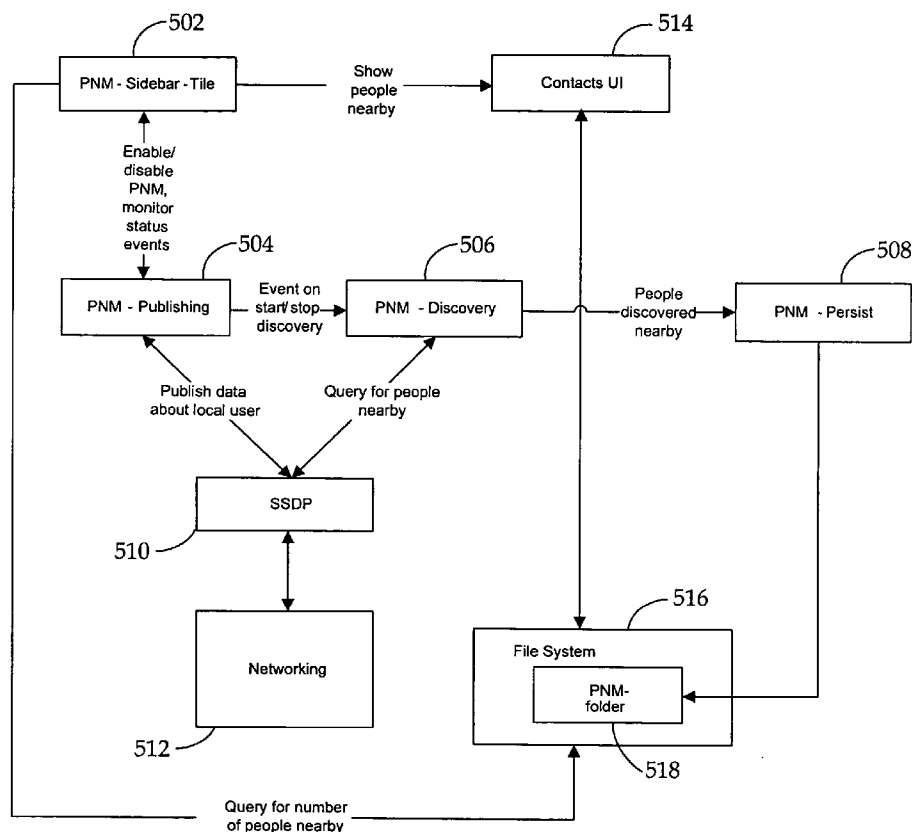 502
PNM - Sidebar - Tile
Show
people
nearby
514
Contacts UI
Enable/
disable
PNM,
monitor
status
events
504
PNM - Publishing
Event on
start/stop
discovery
506
PNM - Discovery
People
discovered
nearby
508
PNM - Persist
Publish data
about local user
Query for people
nearby
SSDP
510
Networking
512
516
File System
PNM-
folder
518
Query for number
of people nearby